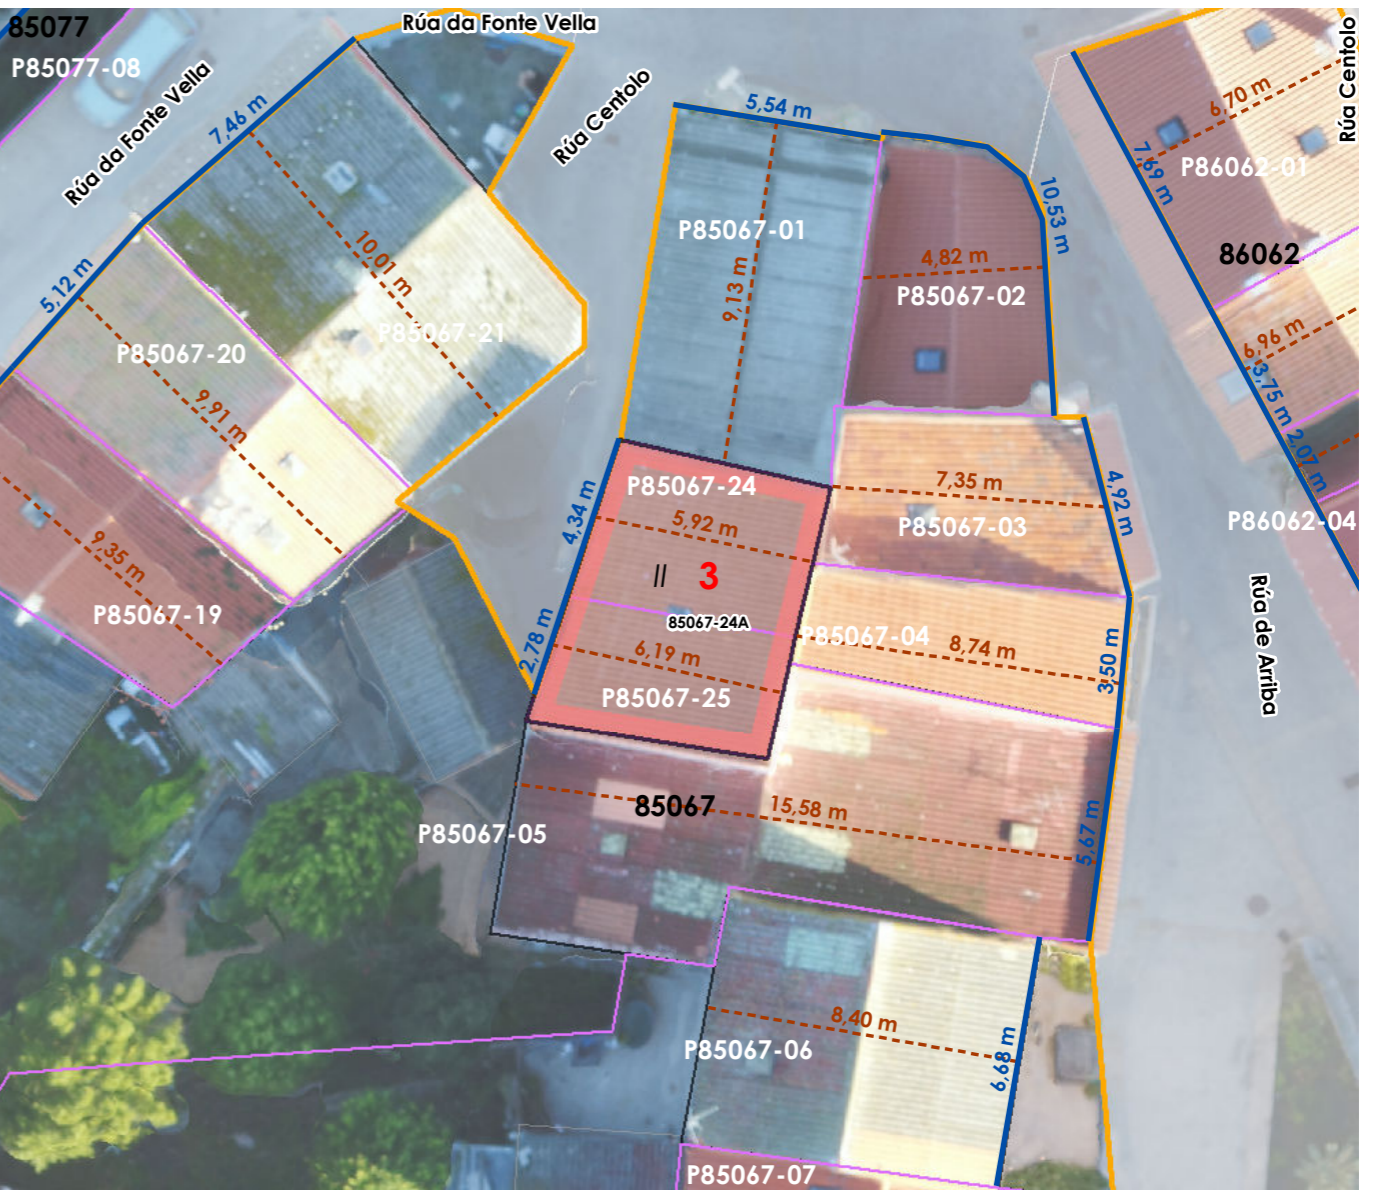 85077
P85077-08
Rúa da Fonte Vella
Rúa da Fonte Vella
Rúa Centolo
Rúa Centolo
7,46 m
5,12 m
10,01 m
9,91 m
9,35 m
P85067-20
P85067-21
P85067-19
5,54 m
P85067-01
9,13 m
10,53 m
4,82 m
P85067-02
6,70 m
7,69 m
P86062-01
86062
6,96 m
3,75 m
2,07 m
P86062-04
P85067-24
5,92 m
4,34 m
II
3
85067-24A
2,78 m
6,19 m
P85067-25
7,35 m
P85067-03
4,92 m
P85067-04
8,74 m
3,50 m
Rúa de Arriba
85067
15,58 m
5,67 m
P85067-05
8,40 m
P85067-06
6,68 m
P85067-07